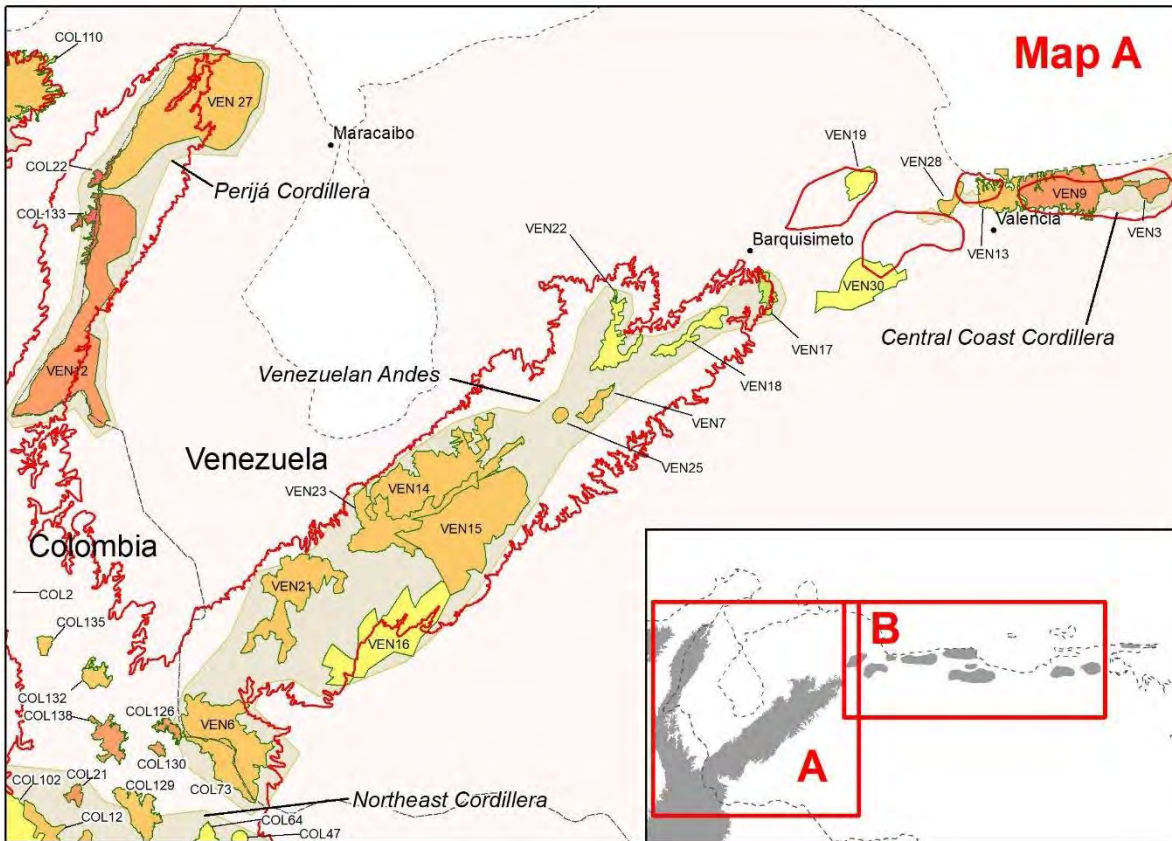 Map A
COL110
VEN 27
Maracaibo
VEN19
COL22
Perijá Cordillera
VEN28
VEN9
COL133
Valencia
VEN3
VEN22
Barquisimeto
VEN13
VEN30
VEN17
Central Coast Cordillera
VEN12
Venezuelan Andes
VEN18
VEN7
Venezuela
VEN25
VEN23
VEN14
VEN15
Colombia
VEN21
COL2
COL135
VEN16
B
COL132
COL138
COL126
VEN6
COL130
A
COL102
COL21
COL129
COL73
Northeast Cordillera
COL12
COL64
COL47